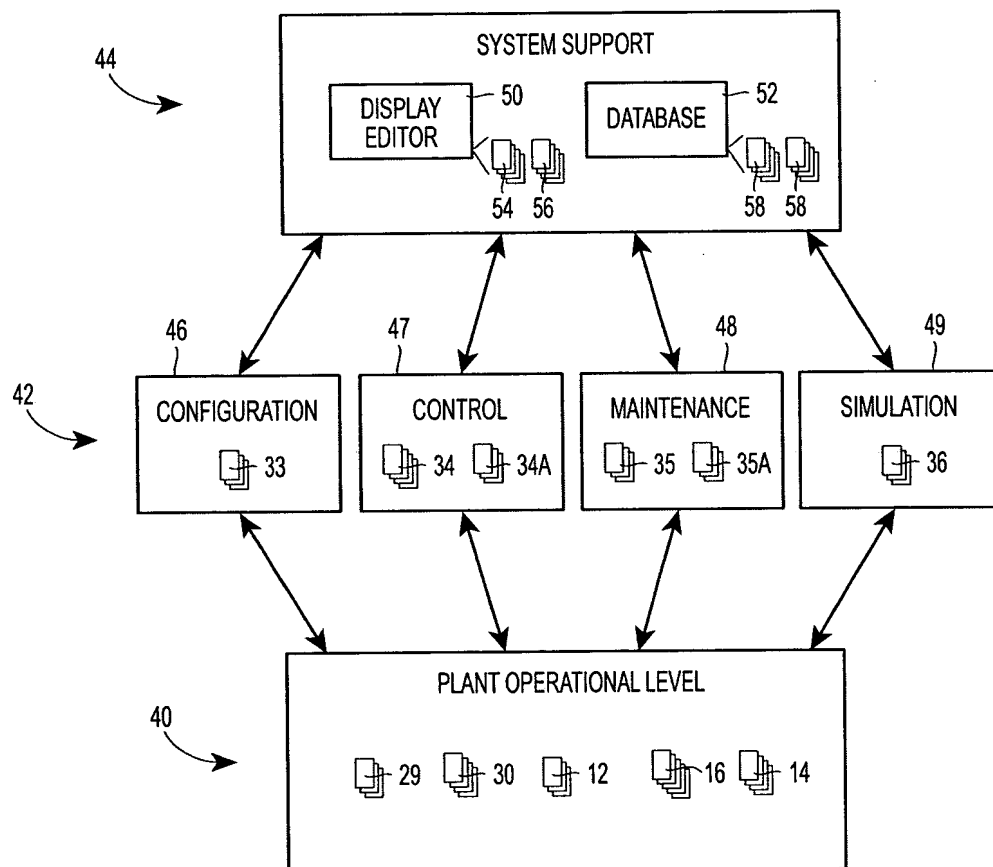 44
SYSTEM SUPPORT
DISPLAY
EDITOR
50
DATABASE
52
54
56
58
58
42
46
CONFIGURATION
33
47
CONTROL
34
34A
48
MAINTENANCE
35
35A
49
SIMULATION
36
40
PLANT OPERATIONAL LEVEL
29
30
12
16
14